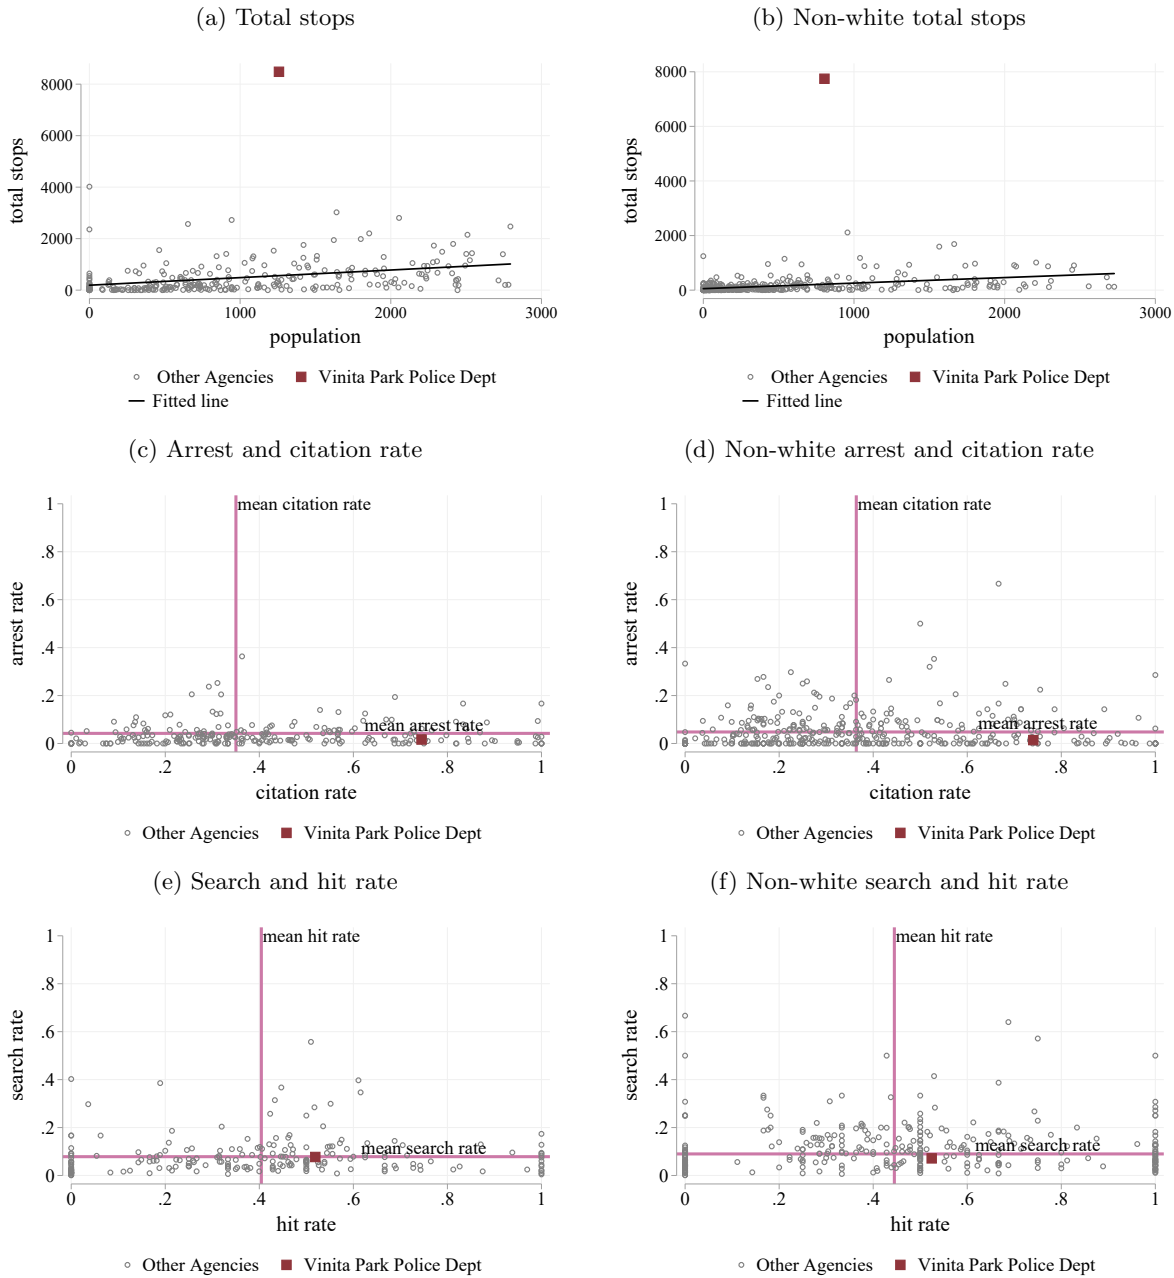 (a) Total stops
total stops
8000
6000
4000
2000
0
0 1000 2000 3000
population
Other Agencies Vinita Park Police Dept
Fitted line
(b) Non-white total stops
total stops
8000
6000
4000
2000
0
0 1000 2000 3000
population
Other Agencies Vinita Park Police Dept
Fitted line
(c) Arrest and citation rate
arrest rate
1
.8
.6
.4
.2
0
mean citation rate
mean arrest rate
0 .2 .4 .6 .8 1
citation rate
Other Agencies Vinita Park Police Dept
(d) Non-white arrest and citation rate
arrest rate
1
.8
.6
.4
.2
0
mean citation rate
mean arrest rate
0 .2 .4 .6 .8 1
citation rate
Other Agencies Vinita Park Police Dept
(e) Search and hit rate
search rate
1
.8
.6
.4
.2
0
mean hit rate
mean search rate
0 .2 .4 .6 .8 1
hit rate
Other Agencies Vinita Park Police Dept
(f) Non-white search and hit rate
search rate
1
.8
.6
.4
.2
0
mean hit rate
mean search rate
0 .2 .4 .6 .8 1
hit rate
Other Agencies Vinita Park Police Dept